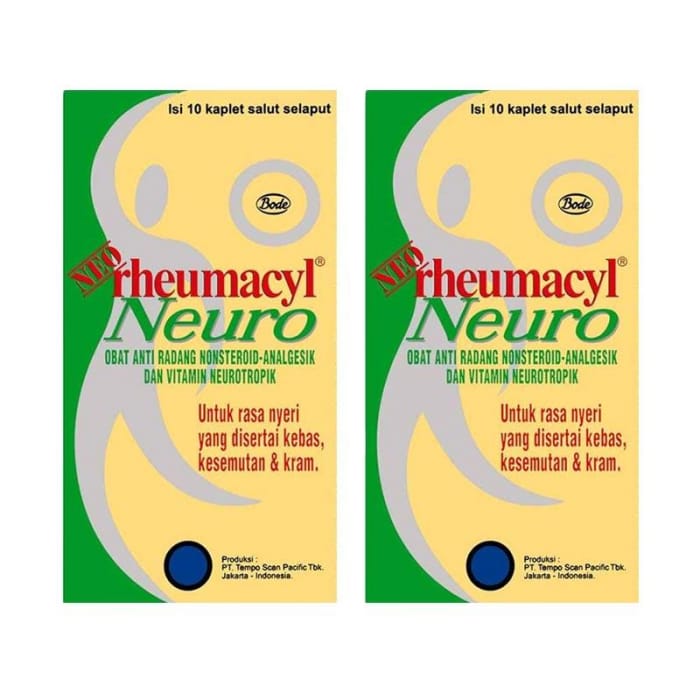 Isi 10 kaplet salut selaput
Bode
NEO
rheumacyl®
Neuro
OBAT ANTI RADANG NONSTEROID-ANALGESIK
DAN VITAMIN NEUROTROPIK
Untuk rasa nyeri
yang disertai kebas,
kesemutan & kram.
Produksi :
PT. Tempo Scan Pacific Tbk.
Jakarta - Indonesia.
Isi 10 kaplet salut selaput
Bode
NEO
rheumacyl®
Neuro
OBAT ANTI RADANG NONSTEROID-ANALGESIK
DAN VITAMIN NEUROTROPIK
Untuk rasa nyeri
yang disertai kebas,
kesemutan & kram.
Produksi :
PT. Tempo Scan Pacific Tbk.
Jakarta - Indonesia.